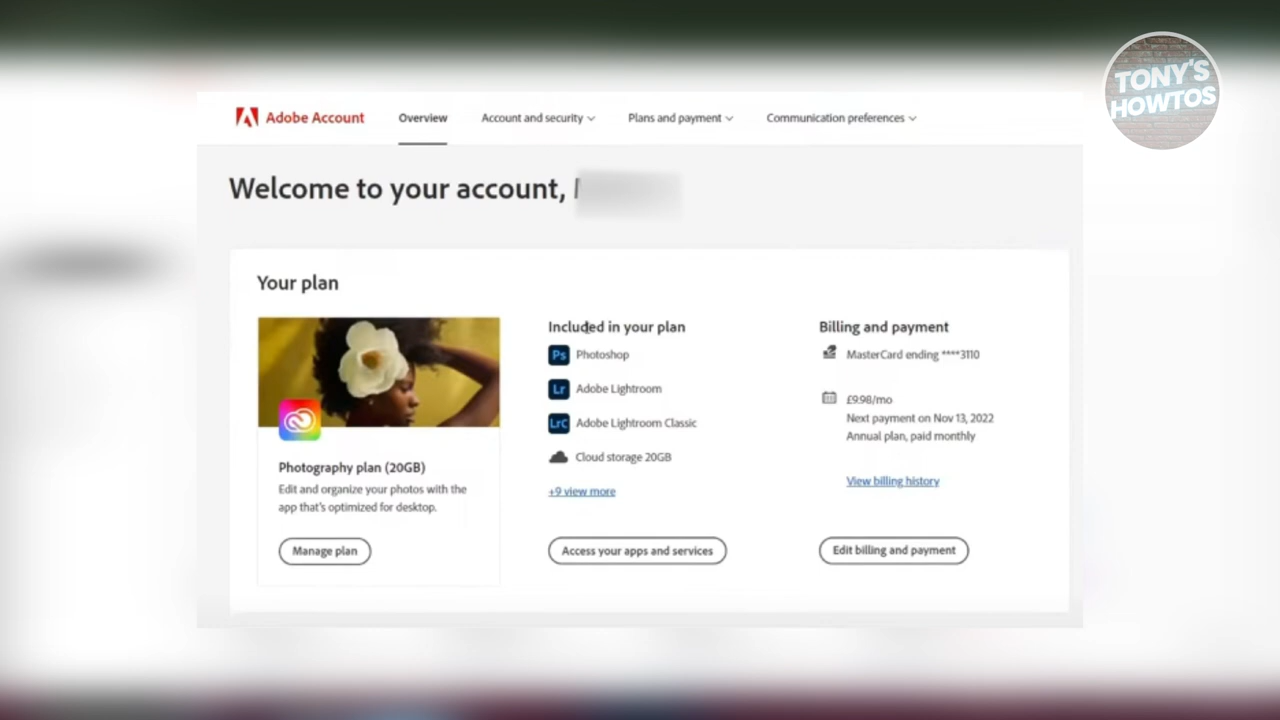 TONY'S
HOWTOS
Adobe Account
Overview
Account and security
Plans and payment
Communication preferences
Welcome to your account,
Your plan
Photography plan (20GB)
Edit and organize your photos with the
app that's optimized for desktop.
Manage plan
Included in your plan
Ps Photoshop
Lr Adobe Lightroom
LrC Adobe Lightroom Classic
Cloud storage 20GB
+9 view more
Access your apps and services
Billing and payment
MasterCard ending ****3110
£9.98/mo
Next payment on Nov 13, 2022
Annual plan, paid monthly
View billing history
Edit billing and payment